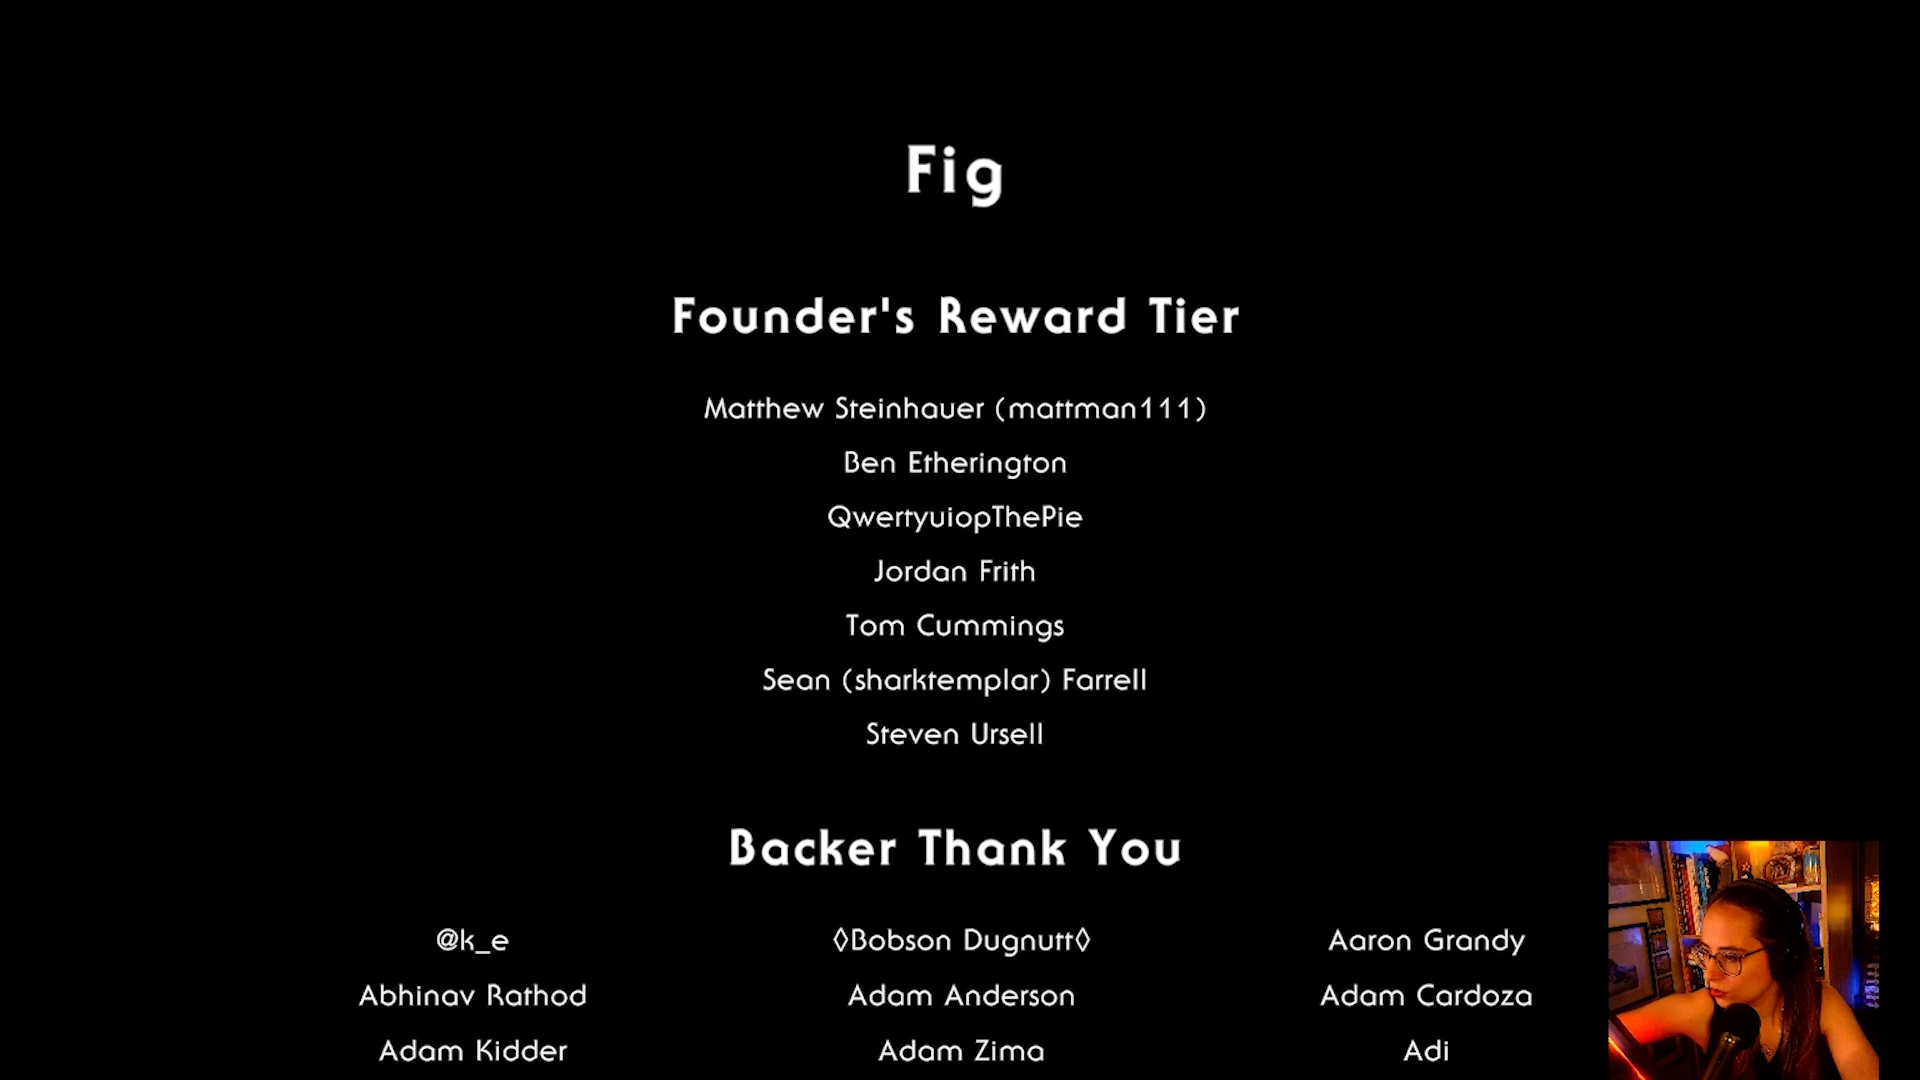 Fig
Founder's Reward Tier
Matthew Steinhauer (mattman111)
Ben Etherington
QwertyuiopThePie
Jordan Frith
Tom Cummings
Sean (sharktemplar) Farrell
Steven Ursell
Backer Thank You
@k_e ◊Bobson Dugnutt◊ Aaron Grandy
Abhinav Rathod Adam Anderson Adam Cardoza
Adam Kidder Adam Zima Adi